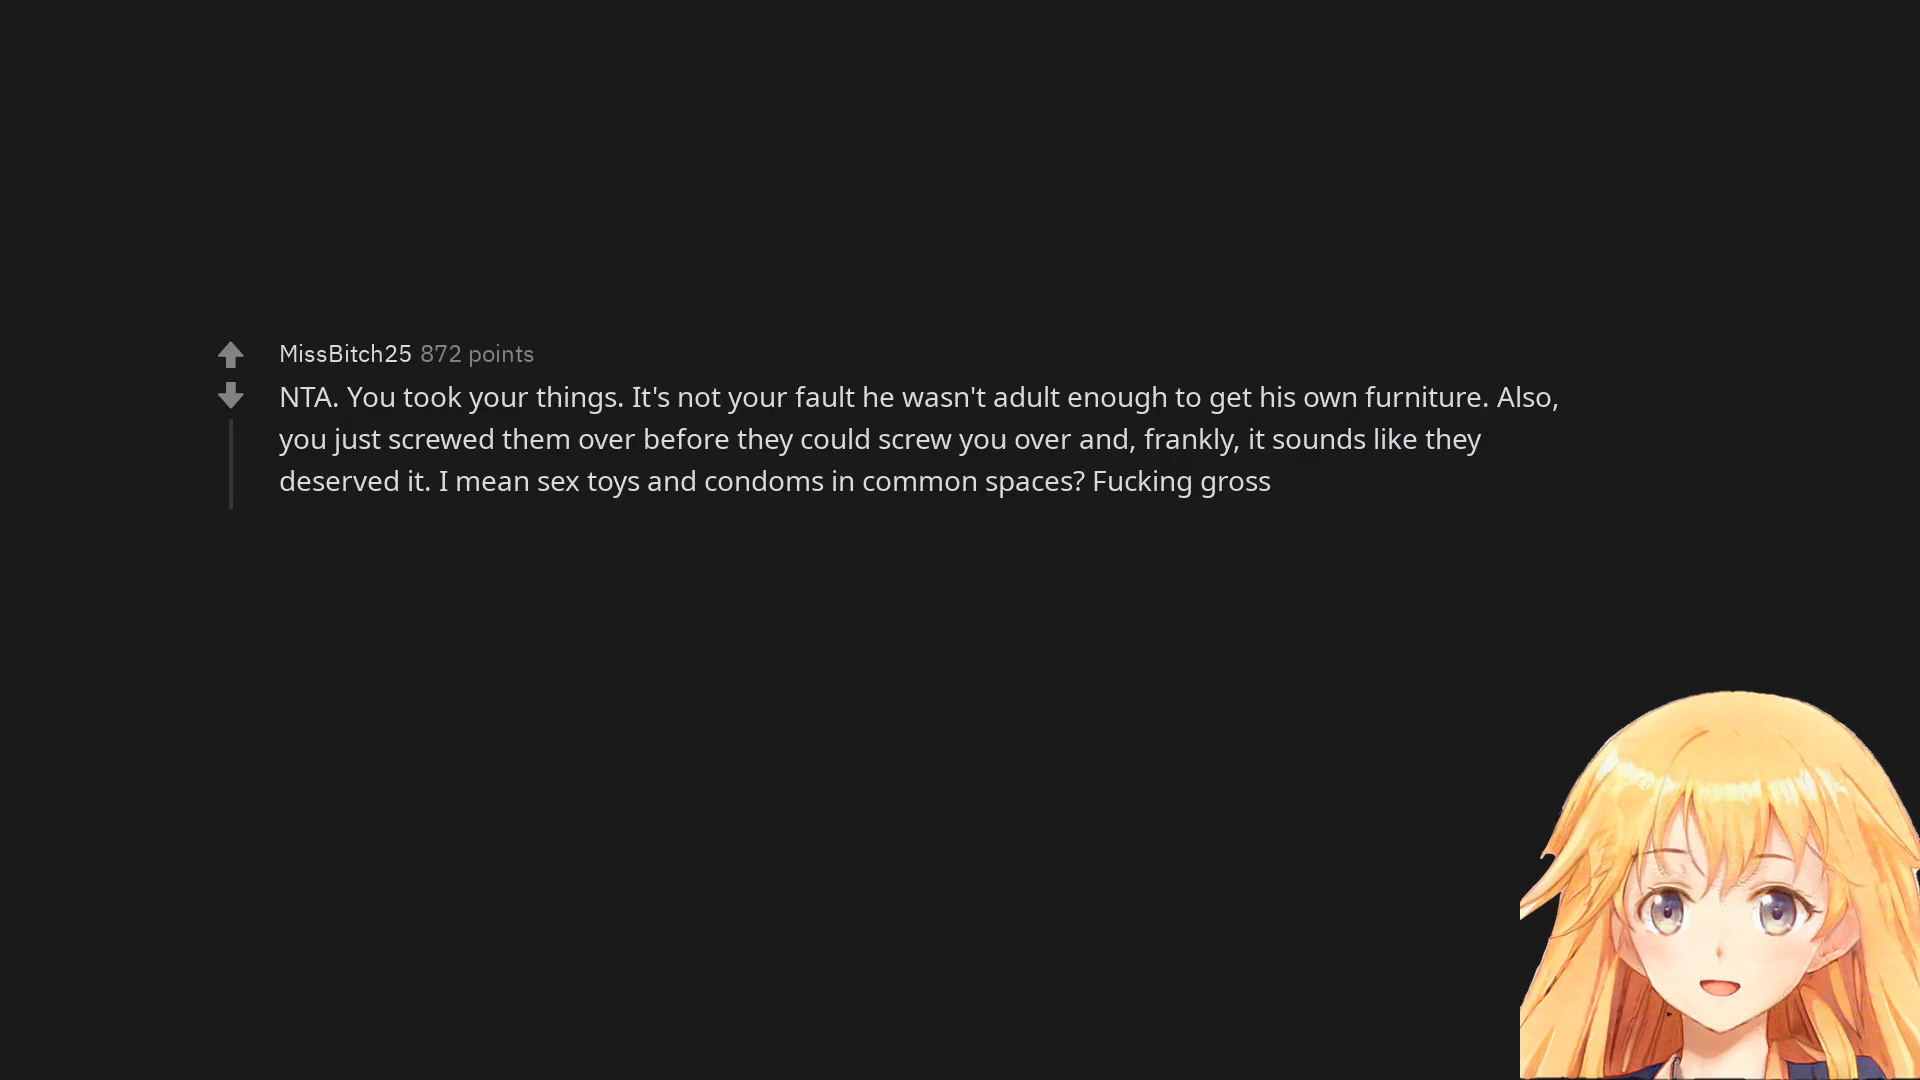 MissBitch25 872 points
NTA. You took your things. It's not your fault he wasn't adult enough to get his own furniture. Also,
you just screwed them over before they could screw you over and, frankly, it sounds like they
deserved it. I mean sex toys and condoms in common spaces? Fucking gross